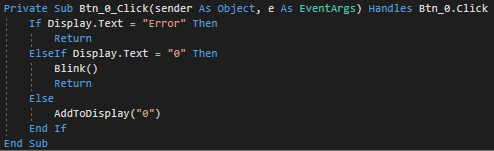 Private Sub Btn_0_Click(sender As Object, e As EventArgs) Handles Btn_0.Click
If Display.Text = "Error" Then
Return
ElseIf Display.Text = "0" Then
Blink()
Return
Else
AddToDisplay("0")
End If
End Sub